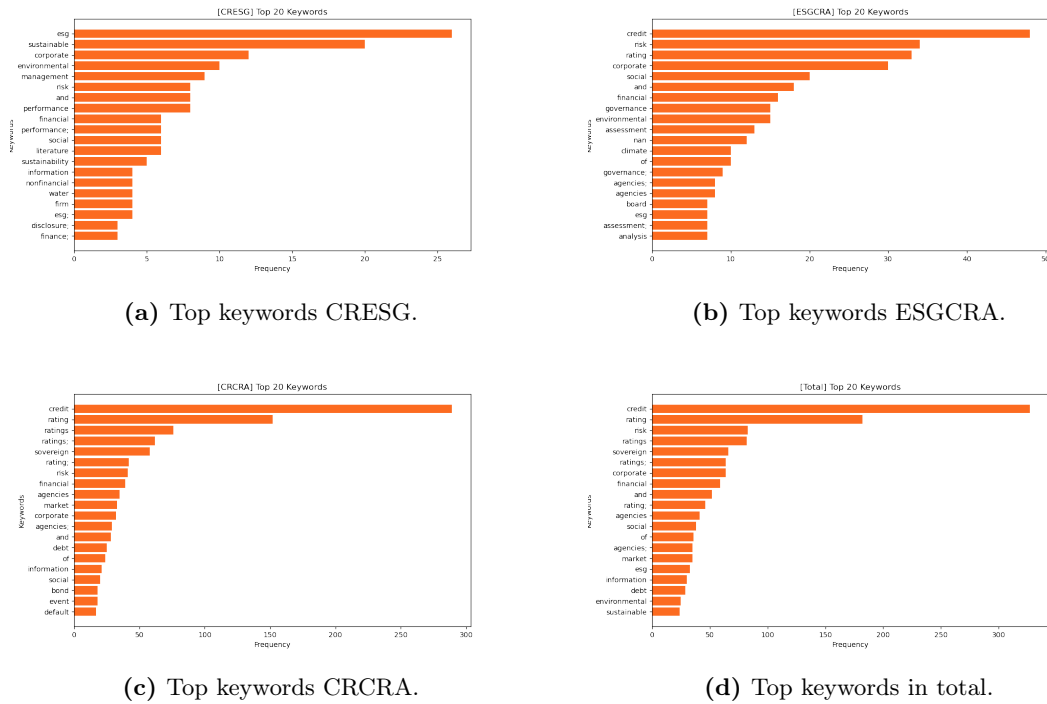 [CRESG] Top 20 Keywords
esg
sustainable
corporate
environmental
management
risk
and
performance
financial
performance;
social
literature
sustainability
information
nonfinancial
water
firm
esg;
disclosure;
finance;
Keywords
0 5 10 15 20 25
Frequency
(a) Top keywords CRESG.
[ESGCRA] Top 20 Keywords
credit
risk
rating
corporate
social
and
financial
governance
environmental
assessment
nan
climate
of
governance;
agencies;
agencies
board
esg
assessment;
analysis
Keywords
0 10 20 30 40 50
Frequency
(b) Top keywords ESGCRA.
[CRCRA] Top 20 Keywords
credit
rating
ratings
ratings;
sovereign
rating;
risk
financial
agencies
market
corporate
agencies;
and
debt
of
information
social
bond
event
default
Keywords
0 50 100 150 200 250 300
Frequency
(c) Top keywords CRCRA.
[Total] Top 20 Keywords
credit
rating
risk
ratings
sovereign
ratings;
corporate
financial
and
rating;
agencies
social
of
agencies;
market
esg
information
debt
environmental
sustainable
Keywords
0 50 100 150 200 250 300
Frequency
(d) Top keywords in total.